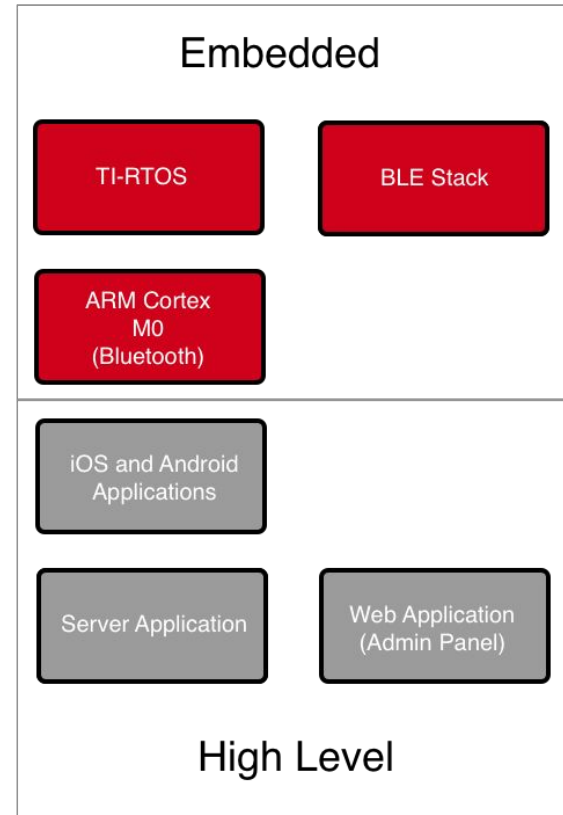 Embedded
TI-RTOS
BLE Stack
ARM Cortex
M0
(Bluetooth)
iOS and Android
Applications
Server Application
Web Application
(Admin Panel)
High Level